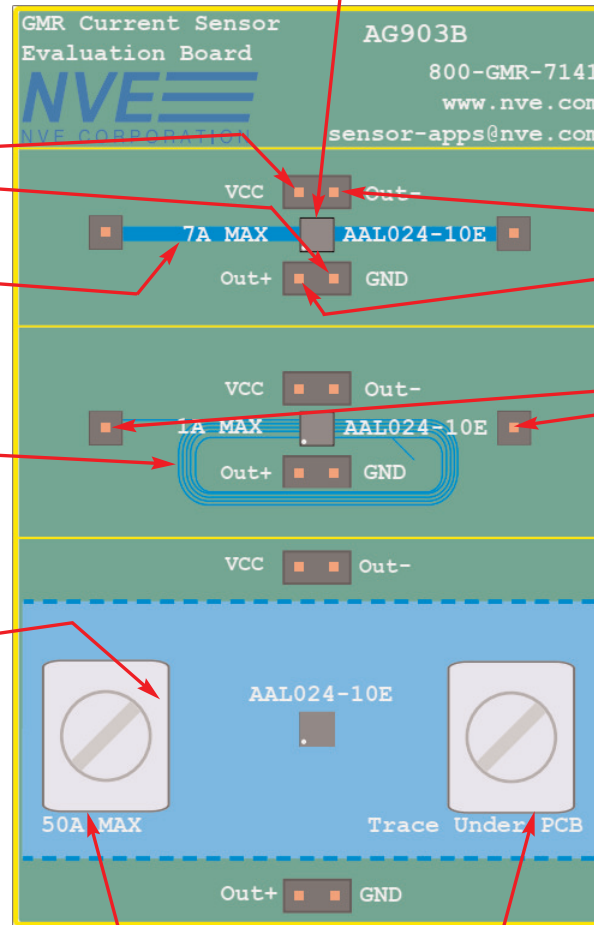 GMR Current Sensor
Evaluation Board
NVE
NVE CORPORATION
AG903B
800-GMR-7141
www.nve.com
sensor-apps@nve.com
VCC Out-
7A MAX AAL024-10E
Out+ GND
VCC Out-
1A MAX AAL024-10E
Out+ GND
VCC Out-
AAL024-10E
50A MAX Trace Under PCB
Out+ GND